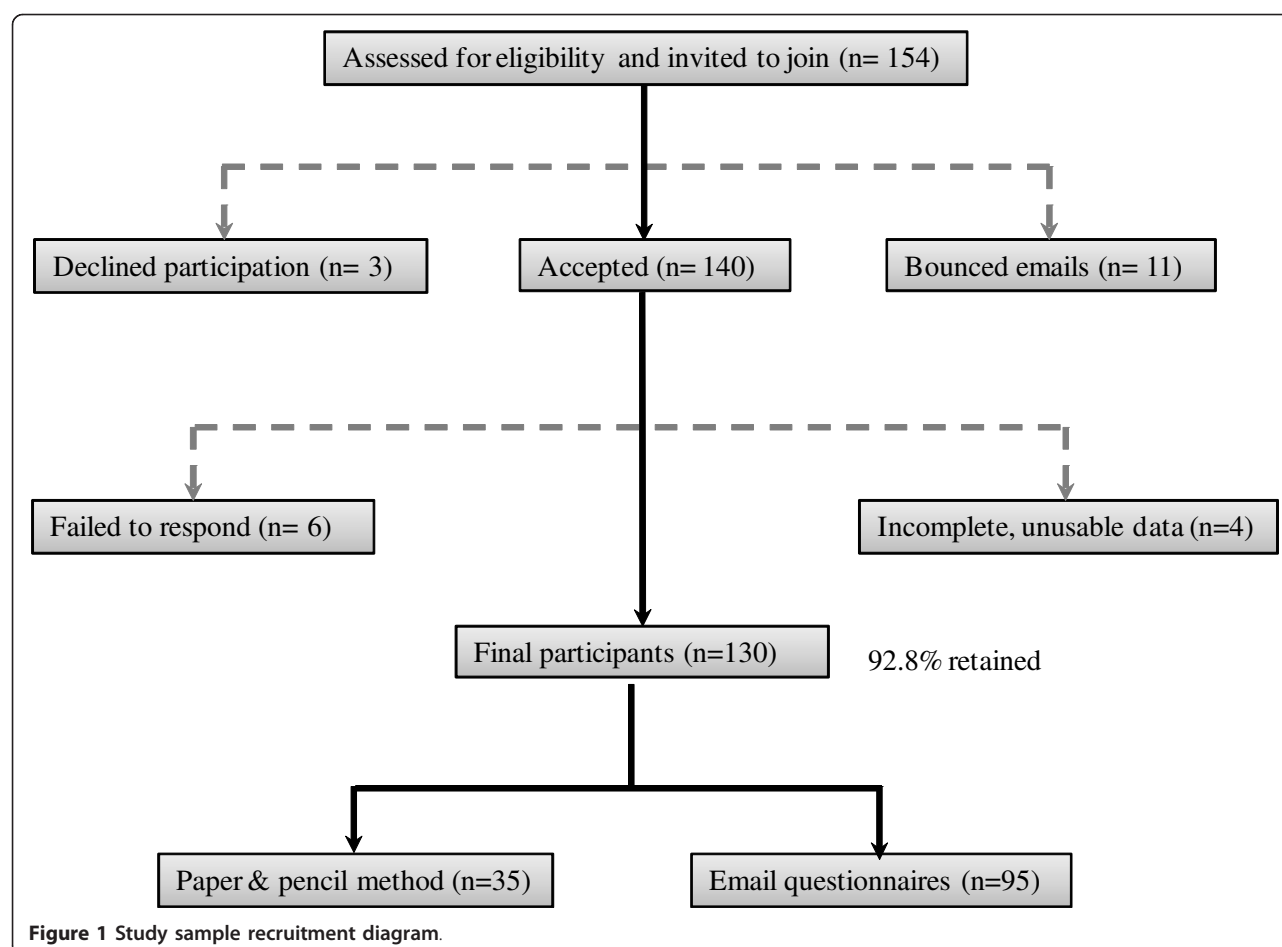 Assessed for eligibility and invited to join (n= 154)
Declined participation (n= 3)
Accepted (n= 140)
Bounced emails (n= 11)
Failed to respond (n= 6)
Incomplete, unusable data (n=4)
Final participants (n=130)
92.8% retained
Paper & pencil method (n=35)
Email questionnaires (n=95)
Figure 1 Study sample recruitment diagram.